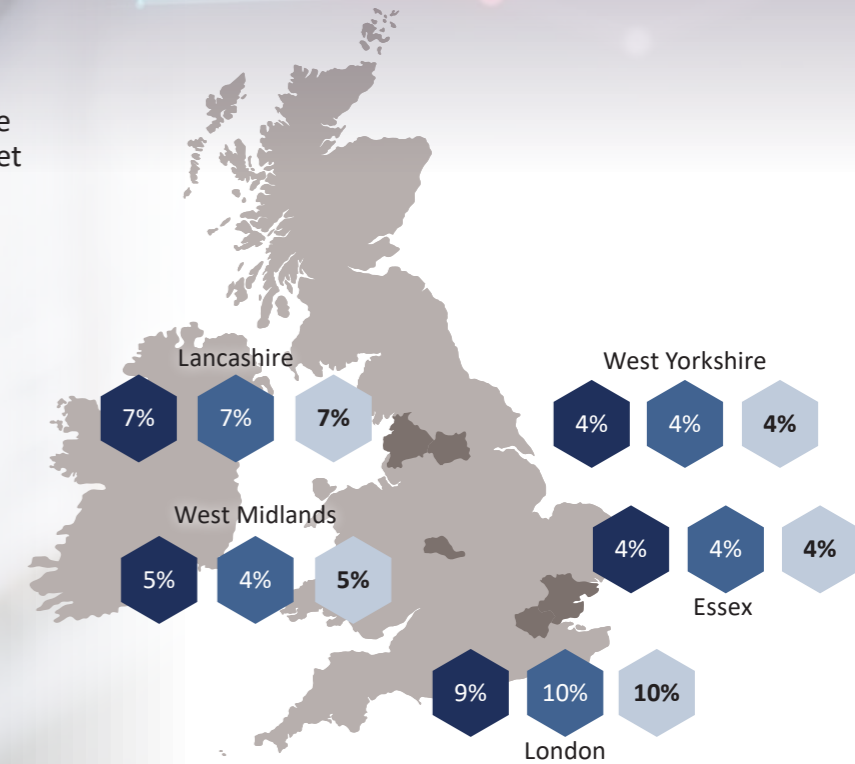 e
et
Lancashire
7% 7% 7%
West Yorkshire
4% 4% 4%
West Midlands
5% 4% 5%
4% 4% 4%
Essex
9% 10% 10%
London